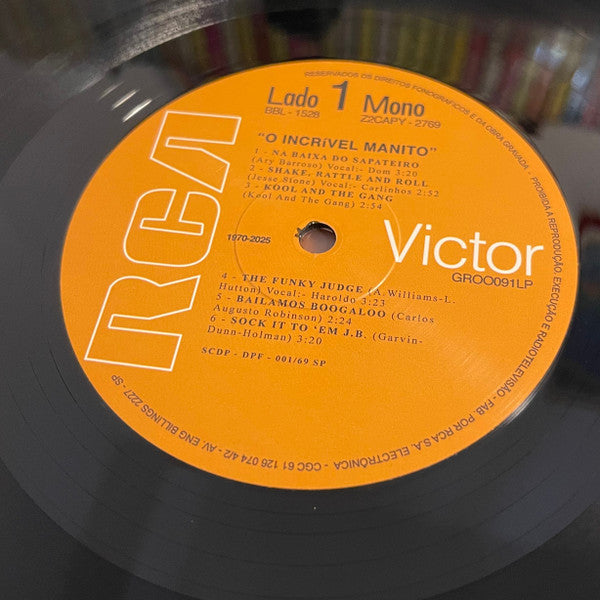 RESERVADOS OS DIREITOS FONOGRÁFICOS E DA OBRA GRAVADA - PROIBIDA A REPRODUÇÃO, EXECUÇÃO E RADIOTELEVISÃO - FAB. POR RCA S.A. ELECTRÔNICA - CGC 61 126 074 4/2 - AV. ENG BILLINGS 2227 - SP
Lado 1 Mono
BBL - 1528 Z2CAPY - 2769
"O INCRíVEL MANITO"
1 - NA BAIXA DO SAPATEIRO
(Ary Barroso) Vocal:- Dom 3:20
2 - SHAKE, RATTLE AND ROLL
(Jesse Stone) Vocal:- Carlinhos 2:52
3 - KOOL AND THE GANG
(Kool And The Gang) 2:54
RCA
1970-2025
Victor
GROO091LP
4 - THE FUNKY JUDGE (A.Williams-L.
Hutton) Vocal:- Haroldo 3:23
5 - BAILAMOS BOOGALOO (Carlos
Augusto Robinson) 2:24
6 - SOCK IT TO 'EM J.B. (Garvin-
Dunn-Holman) 3:20
SCDP - DPF - 001/69 SP